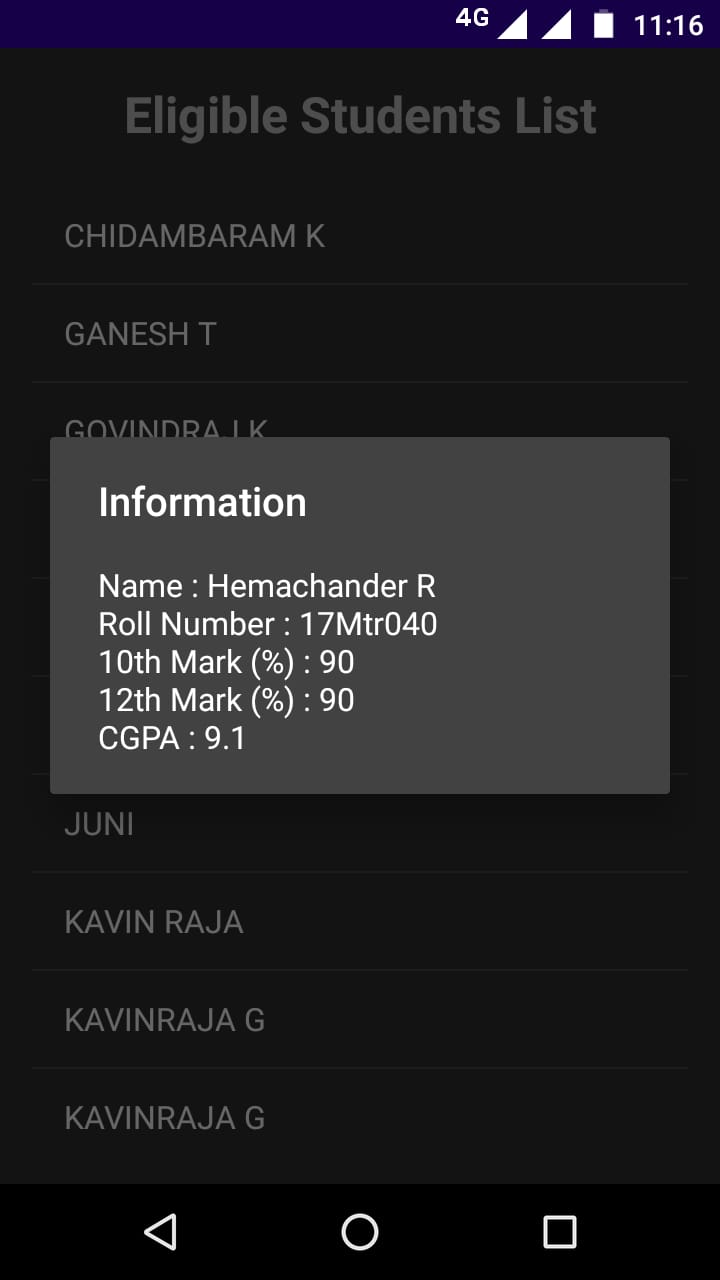 4G 11:16
Eligible Students List
CHIDAMBARAM K
GANESH T
GOVINDRAJ K
Information
Name : Hemachander R
Roll Number : 17Mtr040
10th Mark (%) : 90
12th Mark (%) : 90
CGPA : 9.1
JUNI
KAVIN RAJA
KAVINRAJA G
KAVINRAJA G